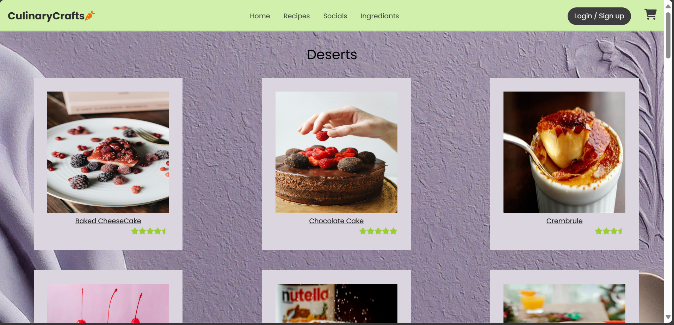 CulinaryCrafts
Home Recipes Socials Ingredients
Login / Sign up
Deserts
Baked CheeseCake
Chocolate Cake
Crembrule
nutella